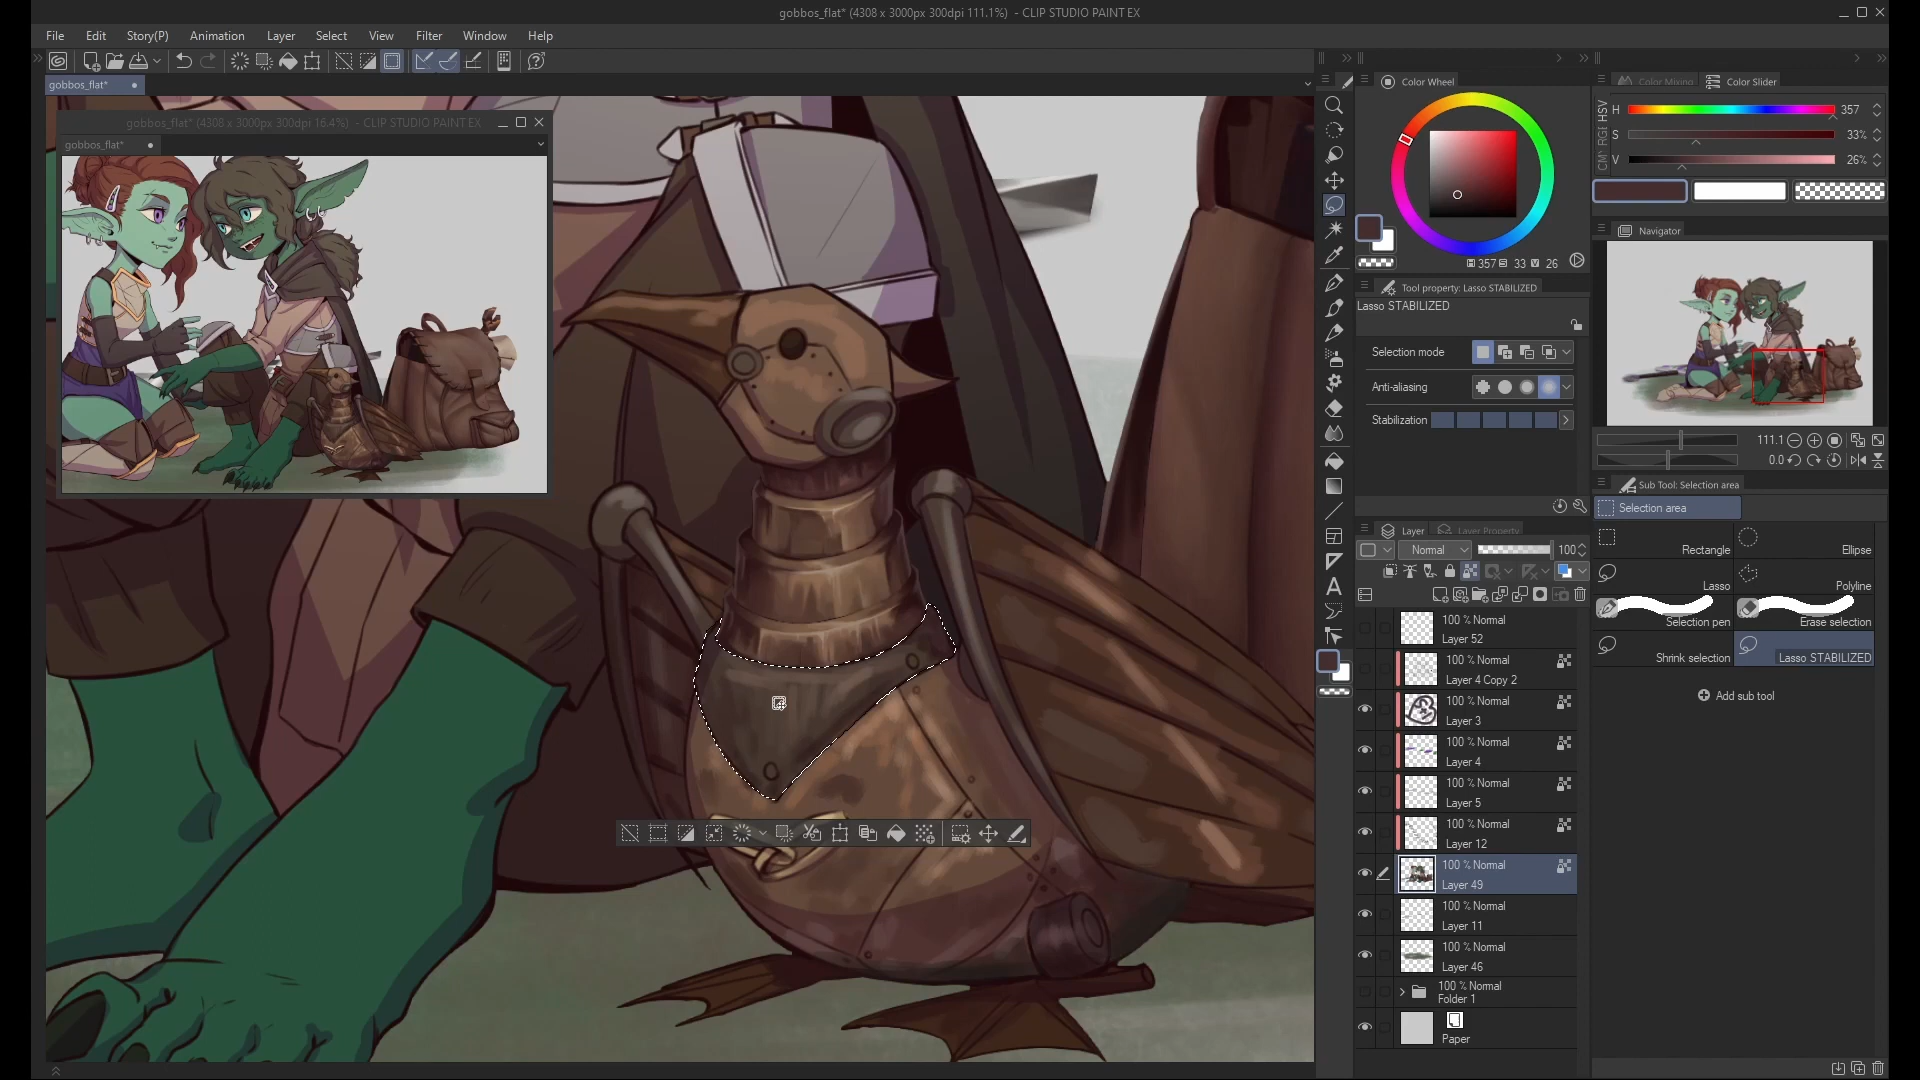 gobbos_flat* (4308 x 3000px 300dpi 111.1%) - CLIP STUDIO PAINT EX
File Edit Story(P) Animation Layer Select View Filter Window Help
gobbos_flat*
gobbos_flat* (4308 x 3000px 300dpi 16.4%) - CLIP STUDIO PAINT EX
gobbos_flat*
Color Wheel
357 33 V 26
Tool property: Lasso STABILIZED
Lasso STABILIZED
Selection mode
Anti-aliasing
Stabilization
Layer Layer Property
Normal 100
100 % Normal
Layer 52
100 % Normal
Layer 4 Copy 2
100 % Normal
Layer 3
100 % Normal
Layer 4
100 % Normal
Layer 5
100 % Normal
Layer 12
100 % Normal
Layer 49
100 % Normal
Layer 11
100 % Normal
Layer 46
100 % Normal
Folder 1
Paper
Color Mixing Color Slider
HSV
H 357
S 33%
V 26%
Navigator
111.1
0.0
Sub Tool: Selection area
Selection area
Rectangle Ellipse
Lasso Polyline
Selection pen Erase selection
Shrink selection Lasso STABILIZED
Add sub tool